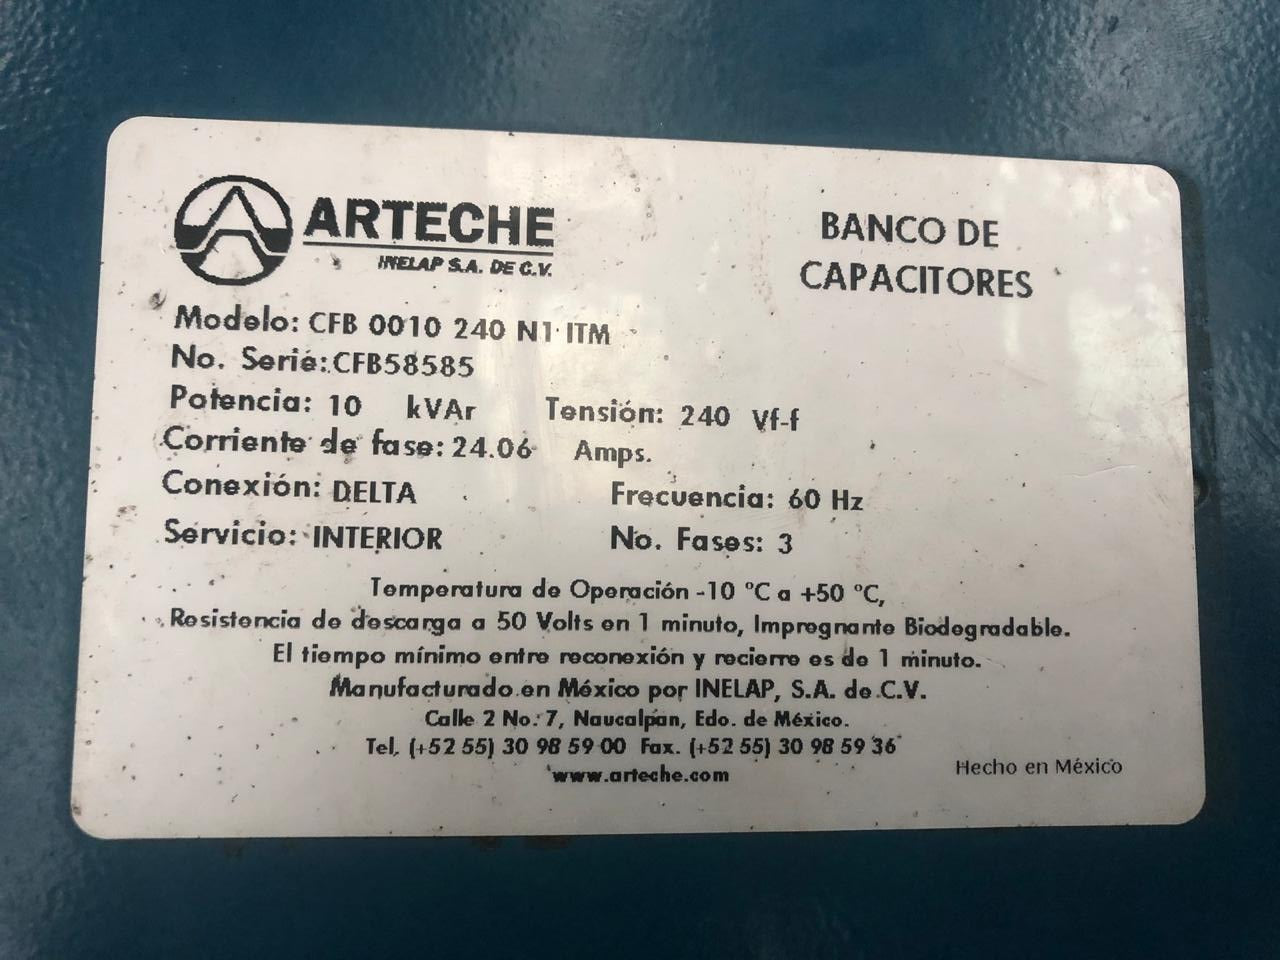 ARTECHE
INELAP S.A. DE C.V.
BANCO DE
CAPACITORES
Modelo: CFB 0010 240 N1 ITM
No. Serie: CFB58585
Potencia: 10 kVAr Tensión: 240 Vf-f
Corriente de fase: 24.06 Amps.
Conexión: DELTA Frecuencia: 60 Hz
Servicio: INTERIOR No. Fases: 3
Temperatura de Operación -10 °C a +50 °C,
Resistencia de descarga a 50 Volts en 1 minuto, Impregnante Biodegradable.
El tiempo mínimo entre reconexión y recierre es de 1 minuto.
Manufacturado en México por INELAP, S.A. de C.V.
Calle 2 No. 7, Naucalpan, Edo. de México.
Tel. (+52 55) 30 98 59 00 Fax. (+52 55) 30 98 59 36
www.arteche.com
Hecho en México